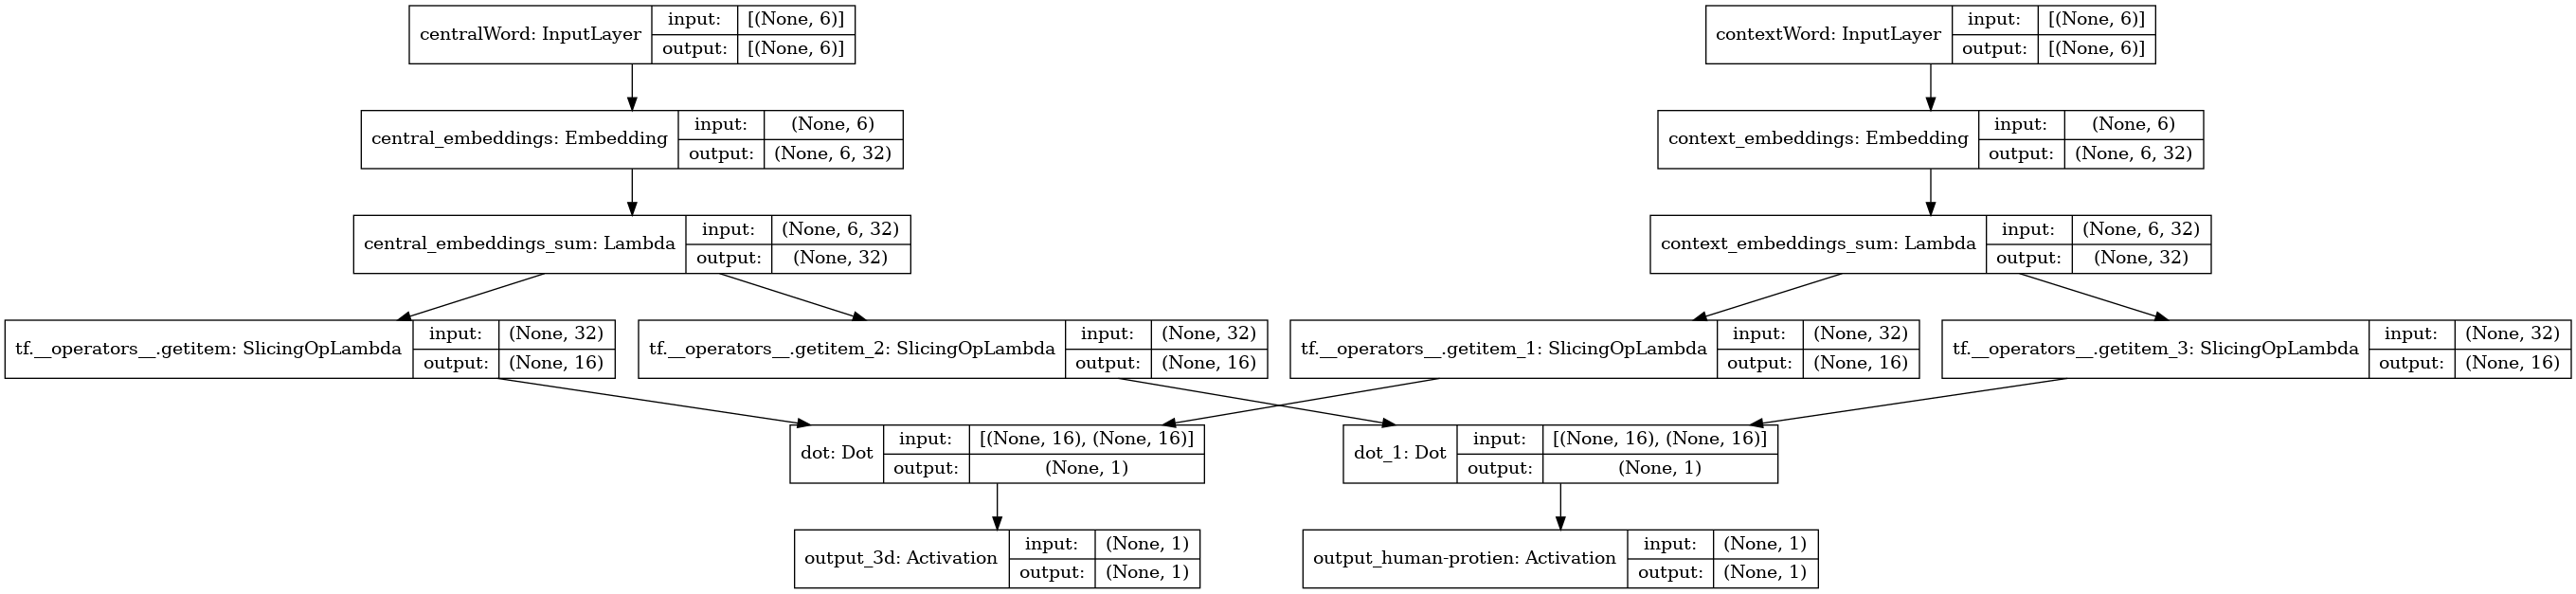 centralWord: InputLayer
input: [(None, 6)]
output: [(None, 6)]
contextWord: InputLayer
input: [(None, 6)]
output: [(None, 6)]
central_embeddings: Embedding
input: (None, 6)
output: (None, 6, 32)
context_embeddings: Embedding
input: (None, 6)
output: (None, 6, 32)
central_embeddings_sum: Lambda
input: (None, 6, 32)
output: (None, 32)
context_embeddings_sum: Lambda
input: (None, 6, 32)
output: (None, 32)
tf.__operators__.getitem: SlicingOpLambda
input: (None, 32)
output: (None, 16)
tf.__operators__.getitem_2: SlicingOpLambda
input: (None, 32)
output: (None, 16)
tf.__operators__.getitem_1: SlicingOpLambda
input: (None, 32)
output: (None, 16)
tf.__operators__.getitem_3: SlicingOpLambda
input: (None, 32)
output: (None, 16)
dot: Dot
input: [(None, 16), (None, 16)]
output: (None, 1)
dot_1: Dot
input: [(None, 16), (None, 16)]
output: (None, 1)
output_3d: Activation
input: (None, 1)
output: (None, 1)
output_human-protien: Activation
input: (None, 1)
output: (None, 1)